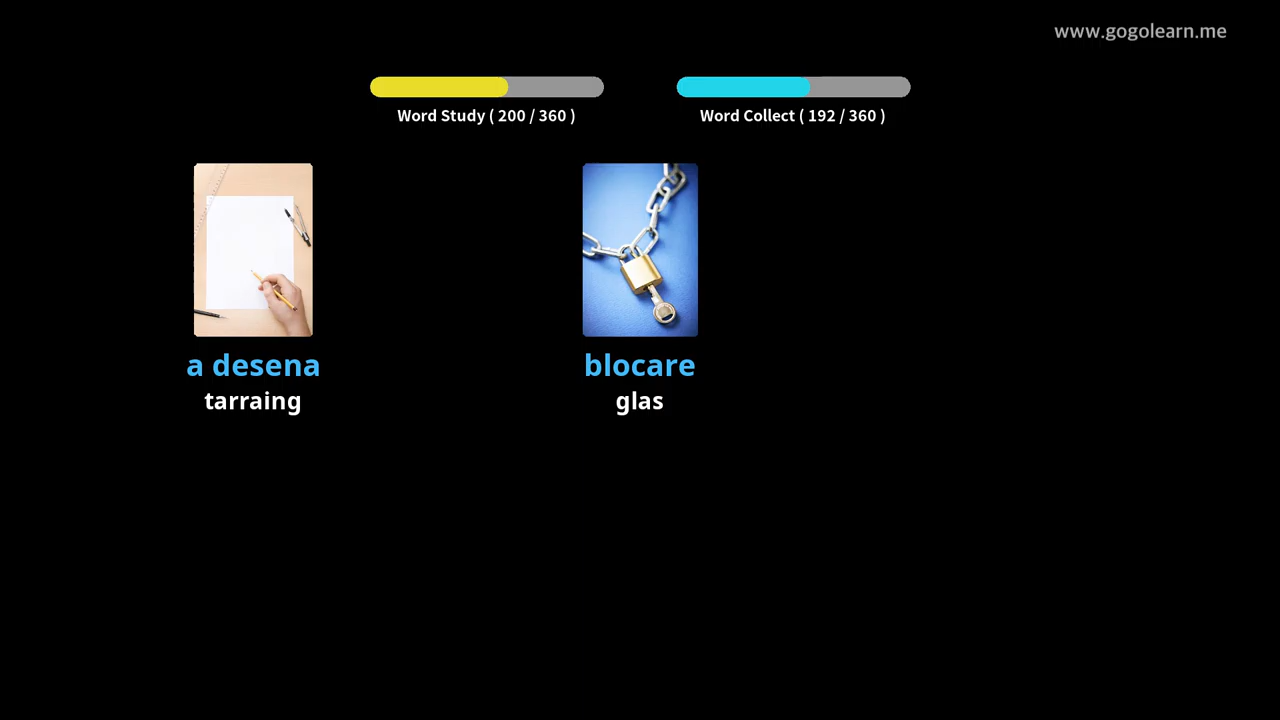 www.gogolearn.me
Word Study ( 200 / 360 )
Word Collect ( 192 / 360 )
a desena
tarraing
blocare
glas